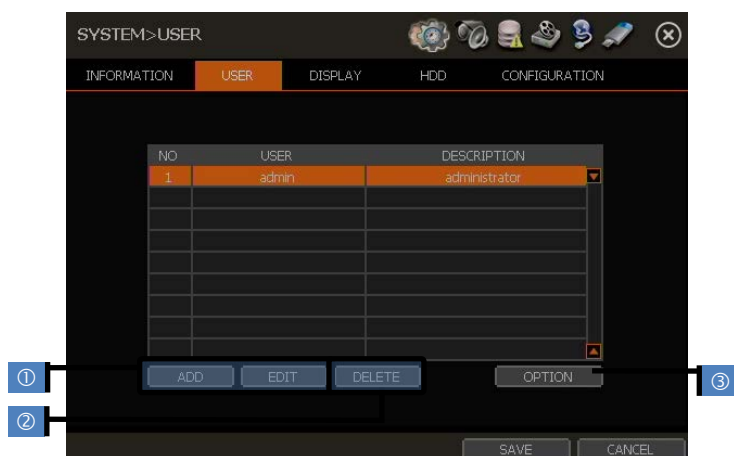 SYSTEM>USER
INFORMATION USER DISPLAY HDD CONFIGURATION
NO USER DESCRIPTION
1 admin administrator
① ADD EDIT DELETE OPTION ③
②
SAVE CANCEL